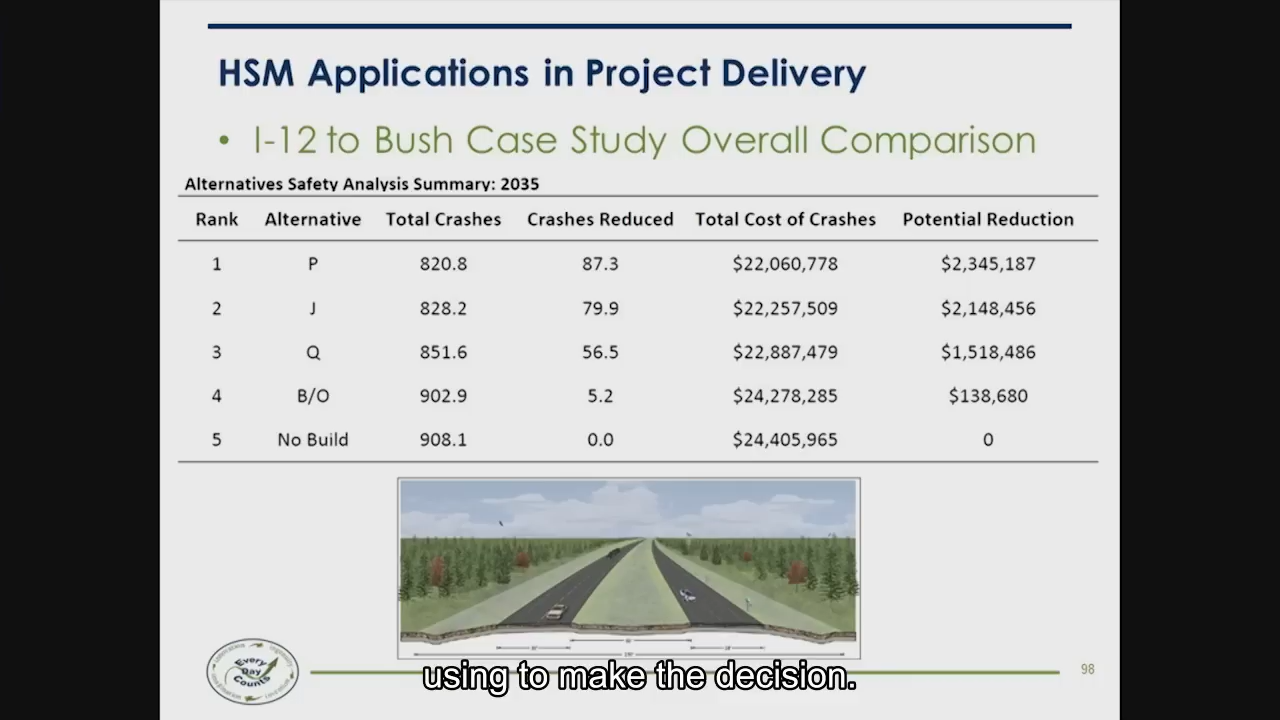 HSM Applications in Project Delivery
• I-12 to Bush Case Study Overall Comparison
Alternatives Safety Analysis Summary: 2035
Rank Alternative Total Crashes Crashes Reduced Total Cost of Crashes Potential Reduction
1 P 820.8 87.3 $22,060,778 $2,345,187
2 J 828.2 79.9 $22,257,509 $2,148,456
3 Q 851.6 56.5 $22,887,479 $1,518,486
4 B/O 902.9 5.2 $24,278,285 $138,680
5 No Build 908.1 0.0 $24,405,965 0
Every
Day
Counts
using to make the decision.
98